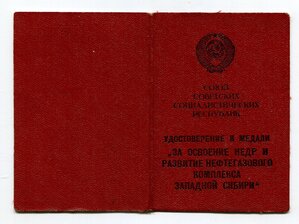 СОЮЗ
СОВЕТСКИХ
СОЦИАЛИСТИЧЕСКИХ
РЕСПУБЛИК
УДОСТОВЕРЕНИЕ К МЕДАЛИ
„ЗА ОСВОЕНИЕ НЕДР И
РАЗВИТИЕ НЕФТЕГАЗОВОГО
КОМПЛЕКСА
ЗАПАДНОЙ СИБИРИ“